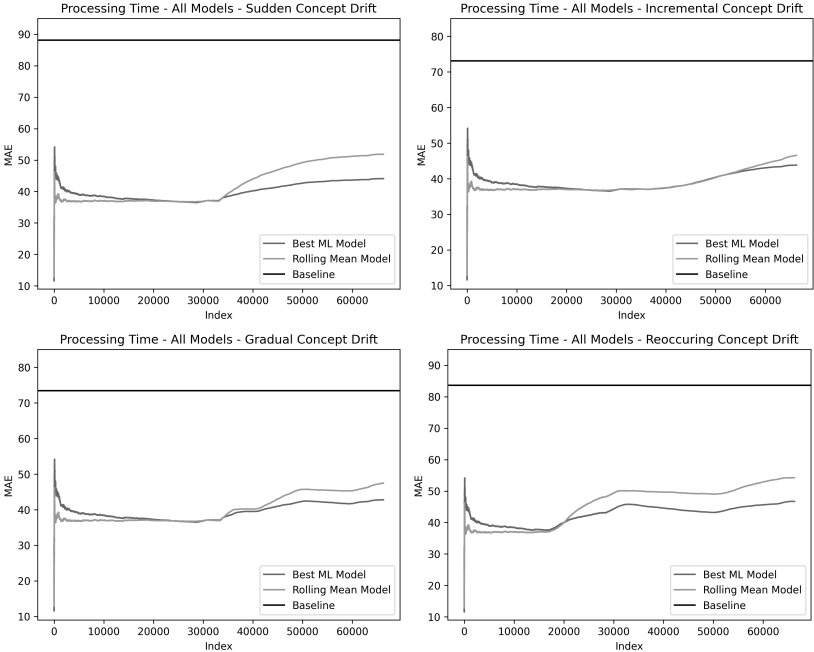 Processing Time - All Models - Sudden Concept Drift
90
80
70
60
50
40
30
20
10
MAE
0 10000 20000 30000 40000 50000 60000
Index
Best ML Model
Rolling Mean Model
Baseline
Processing Time - All Models - Incremental Concept Drift
80
70
60
50
40
30
20
10
MAE
0 10000 20000 30000 40000 50000 60000
Index
Best ML Model
Rolling Mean Model
Baseline
Processing Time - All Models - Gradual Concept Drift
80
70
60
50
40
30
20
10
MAE
0 10000 20000 30000 40000 50000 60000
Index
Best ML Model
Rolling Mean Model
Baseline
Processing Time - All Models - Reoccuring Concept Drift
90
80
70
60
50
40
30
20
10
MAE
0 10000 20000 30000 40000 50000 60000
Index
Best ML Model
Rolling Mean Model
Baseline